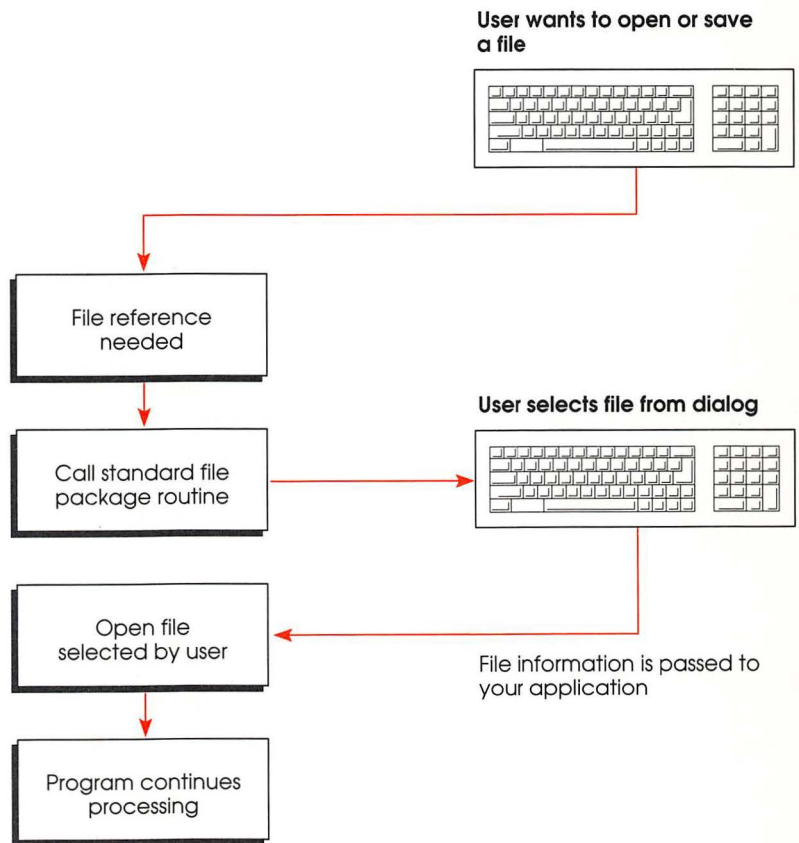 User wants to open or save
a file
File reference
needed
Call standard file
package routine
User selects file from dialog
Open file
selected by user
File information is passed to
your application
Program continues
processing